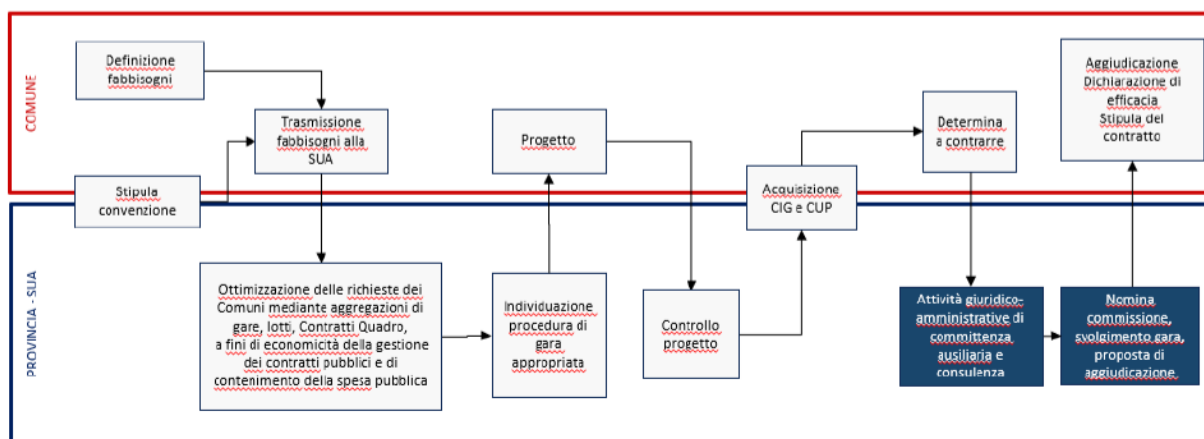 COMUNE
Definizione
fabbisogni
Trasmissione
fabbisogni alla
SUA
Stipula
convenzione
Progetto
Acquisizione
CIG e CUP
Determina
a contrarre
Aggiudicazione
Dichiarazione di
efficacia
Stipula del
contratto
PROVINCIA - SUA
Ottimizzazione delle richieste dei
Comuni mediante aggregazioni di
gare, lotti, Contratti Quadro,
a fini di economicità della gestione
dei contratti pubblici e di
contenimento della spesa pubblica
Individuazione
procedura di
gara
appropriata
Controllo
progetto
Attività giuridico-
amministrative di
committenza
ausiliaria e
consulenza
Nomina
commissione,
svolgimento gara,
proposta di
aggiudicazione